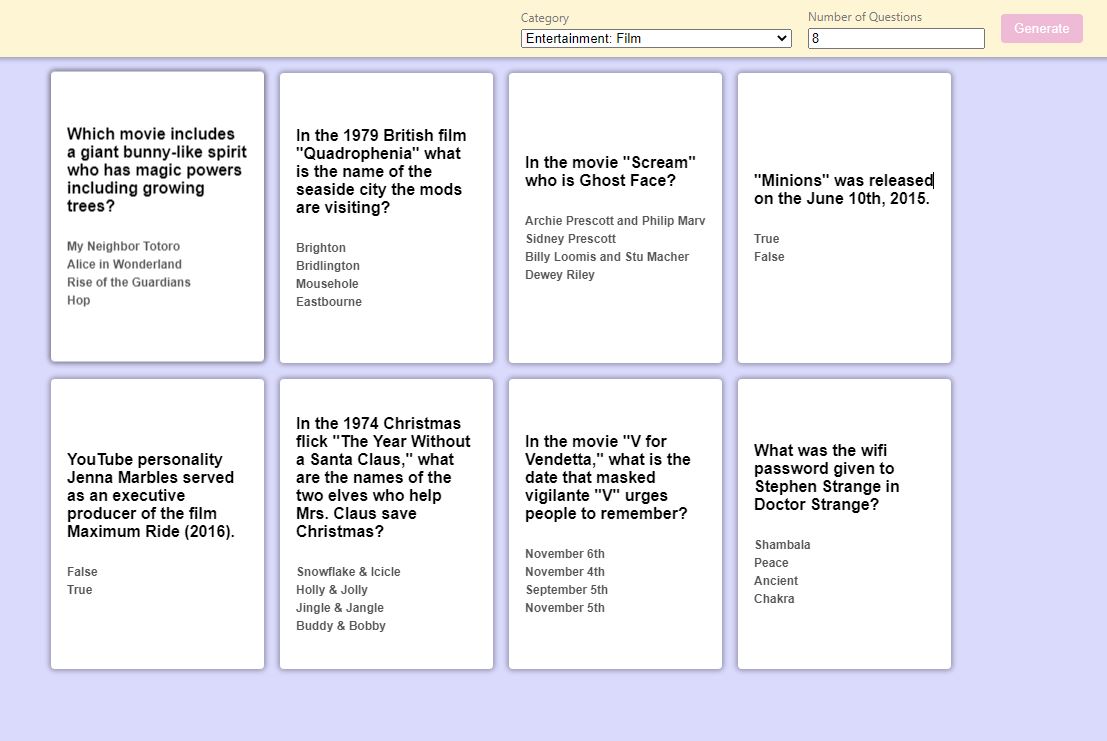 Category
Number of Questions
Entertainment: Film
8
Generate
Which movie includes
a giant bunny-like spirit
who has magic powers
including growing
trees?
My Neighbor Totoro
Alice in Wonderland
Rise of the Guardians
Hop
In the 1979 British film
"Quadrophenia" what
is the name of the
seaside city the mods
are visiting?
Brighton
Bridlington
Mousehole
Eastbourne
In the movie "Scream"
who is Ghost Face?
Archie Prescott and Philip Marv
Sidney Prescott
Billy Loomis and Stu Macher
Dewey Riley
"Minions" was released
on the June 10th, 2015.
True
False
YouTube personality
Jenna Marbles served
as an executive
producer of the film
Maximum Ride (2016).
False
True
In the 1974 Christmas
flick "The Year Without
a Santa Claus," what
are the names of the
two elves who help
Mrs. Claus save
Christmas?
Snowflake & Icicle
Holly & Jolly
Jingle & Jangle
Buddy & Bobby
In the movie "V for
Vendetta," what is the
date that masked
vigilante "V" urges
people to remember?
November 6th
November 4th
September 5th
November 5th
What was the wifi
password given to
Stephen Strange in
Doctor Strange?
Shambala
Peace
Ancient
Chakra